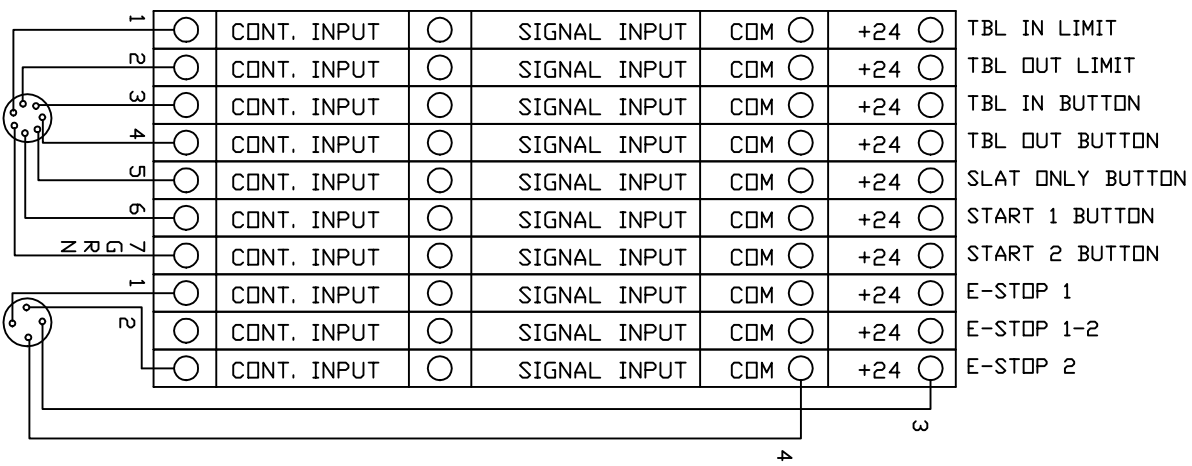 1 CONT. INPUT SIGNAL INPUT COM +24 TBL IN LIMIT
2 CONT. INPUT SIGNAL INPUT COM +24 TBL OUT LIMIT
3 CONT. INPUT SIGNAL INPUT COM +24 TBL IN BUTTON
4 CONT. INPUT SIGNAL INPUT COM +24 TBL OUT BUTTON
5 CONT. INPUT SIGNAL INPUT COM +24 SLAT ONLY BUTTON
6 CONT. INPUT SIGNAL INPUT COM +24 START 1 BUTTON
GRN 7 CONT. INPUT SIGNAL INPUT COM +24 START 2 BUTTON
1 CONT. INPUT SIGNAL INPUT COM +24 E-STOP 1
2 CONT. INPUT SIGNAL INPUT COM +24 E-STOP 1-2
CONT. INPUT SIGNAL INPUT COM +24 E-STOP 2
3
4